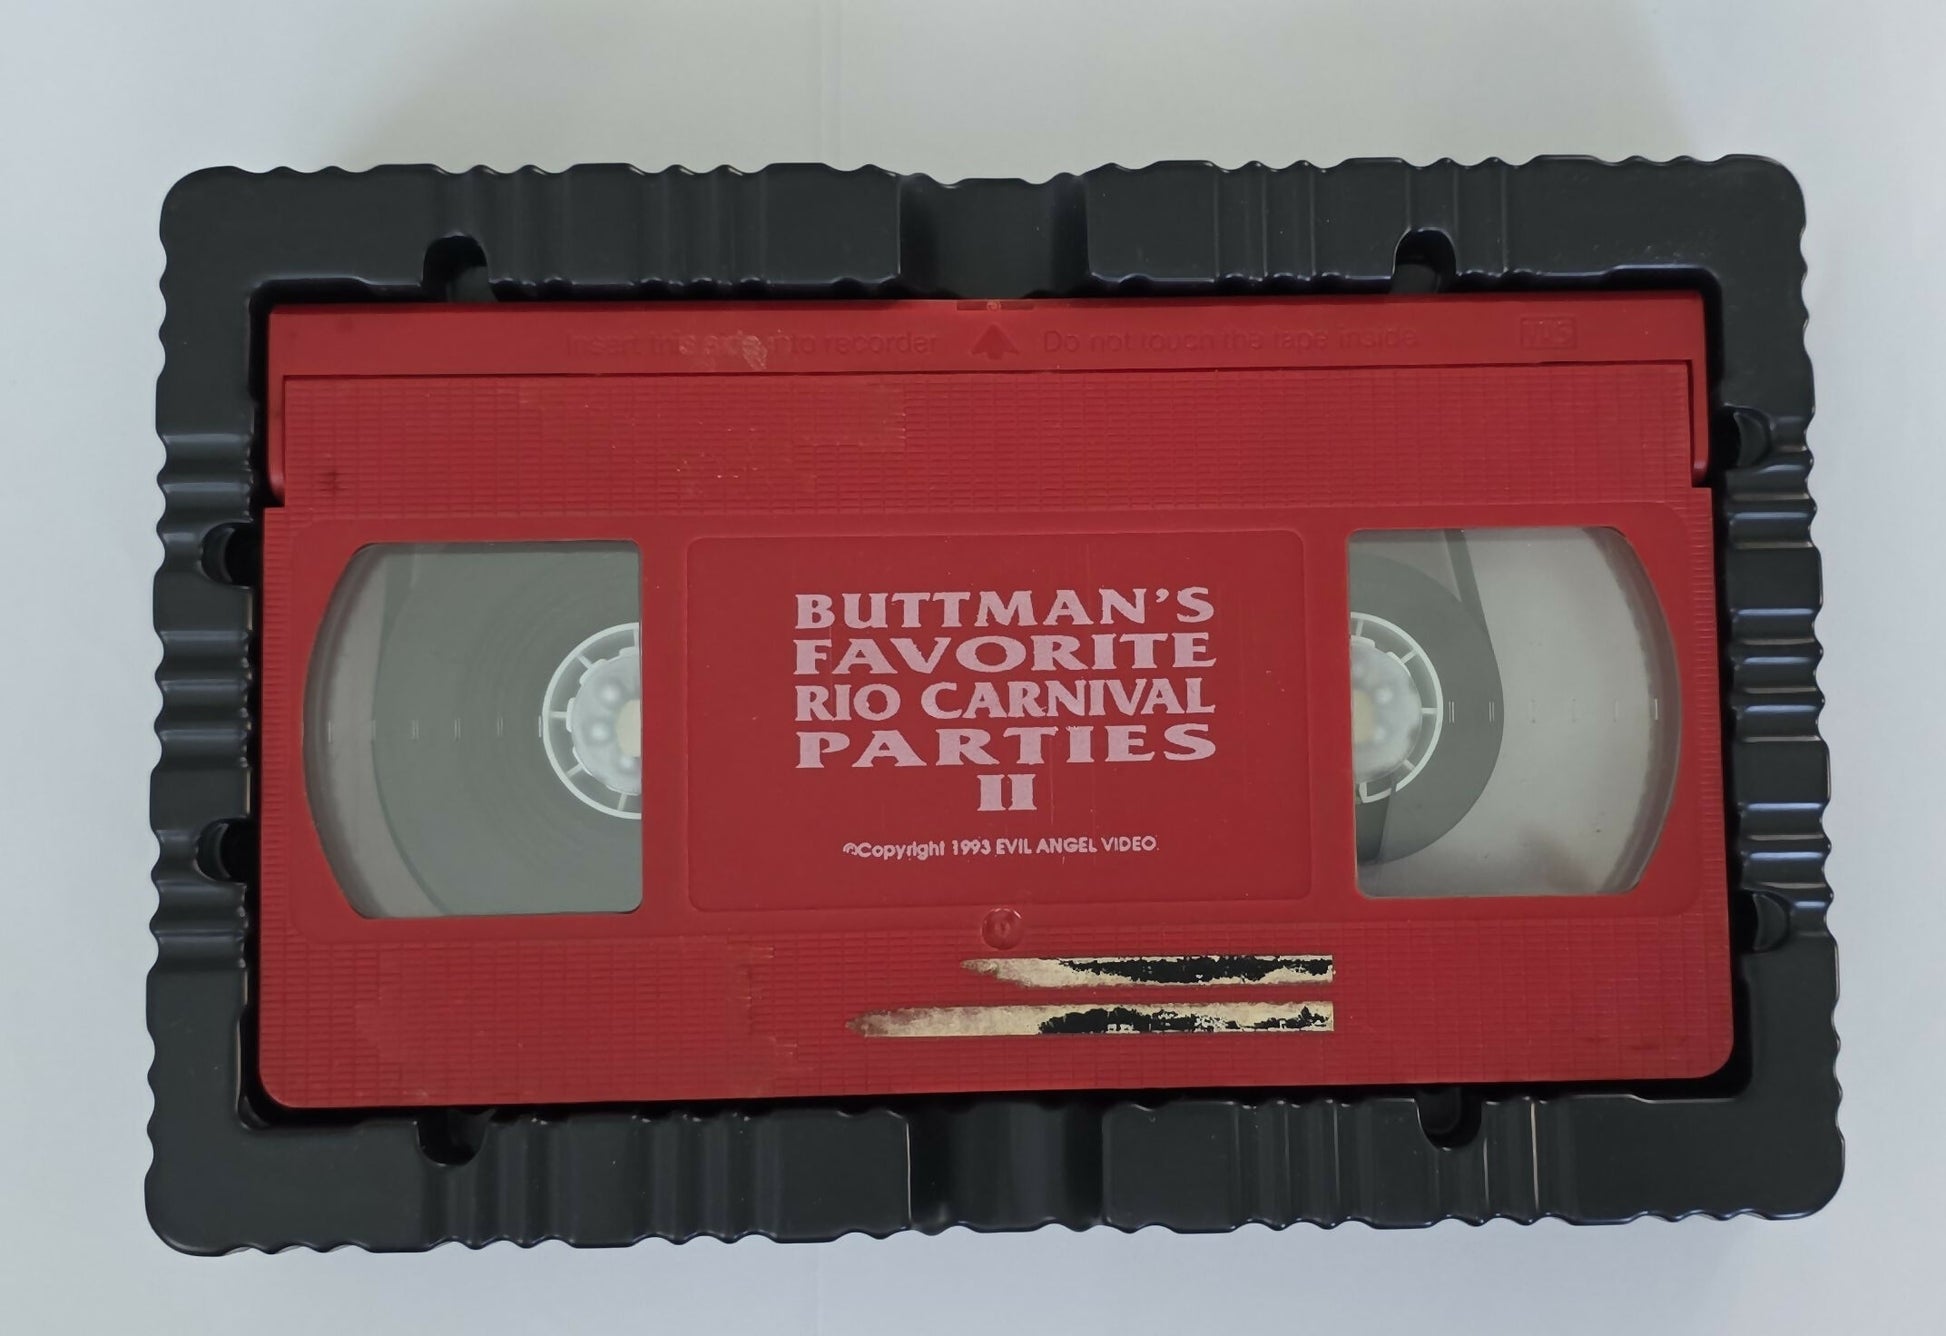 Insert this side into recorder
Do not touch the tape inside
VHS
BUTTMAN'S
FAVORITE
RIO CARNIVAL
PARTIES
II
©Copyright 1993 EVIL ANGEL VIDEO